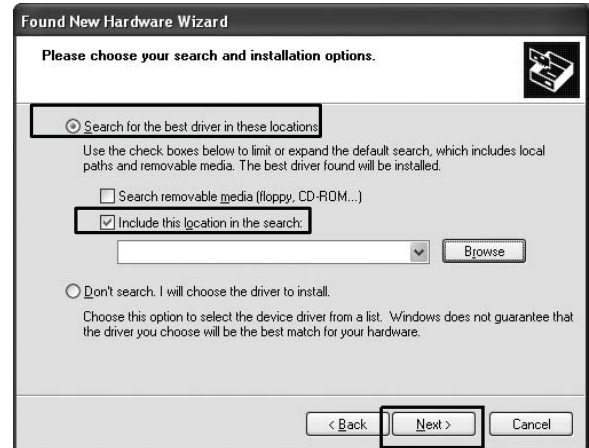 Found New Hardware Wizard
Please choose your search and installation options.
Search for the best driver in these locations
Use the check boxes below to limit or expand the default search, which includes local
paths and removable media. The best driver found will be installed.
Search removable media (floppy, CD-ROM...)
Include this location in the search:
Browse
Don't search. I will choose the driver to install.
Choose this option to select the device driver from a list. Windows does not guarantee that
the driver you choose will be the best match for your hardware.
< Back Next > Cancel